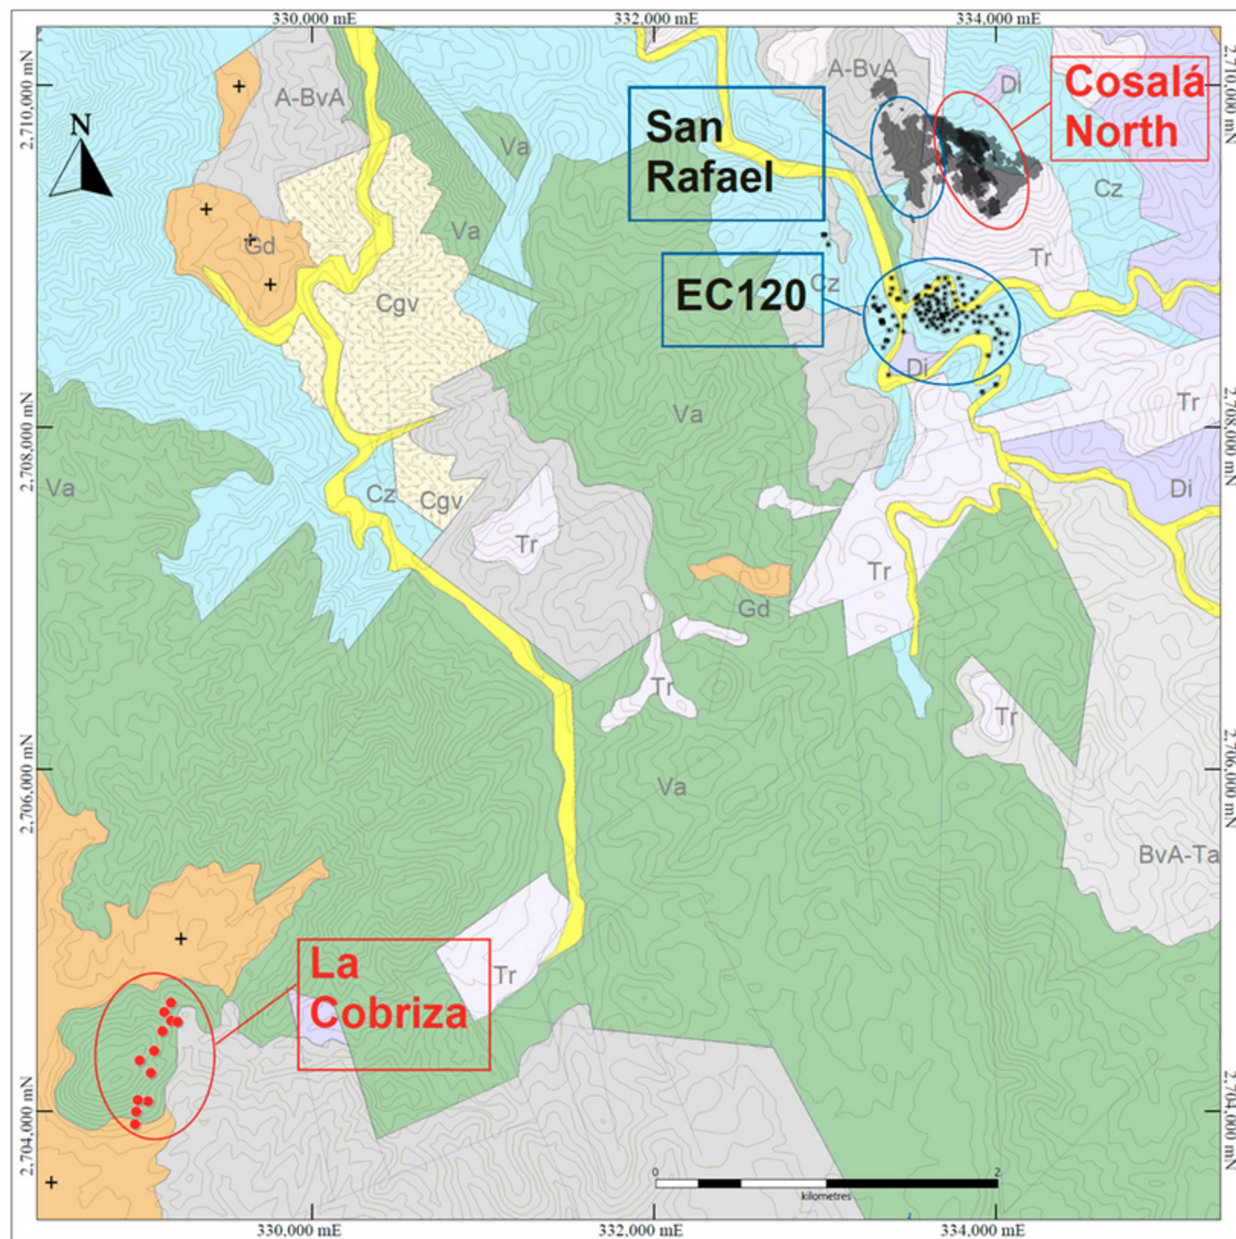 330,000 mE
332,000 mE
334,000 mE
2,710,000 mN
2,710,000 mN
A-BvA
A-BvA
Di
Cosalá
North
N
San
Rafael
Va
Cz
Va
Gd
Tr
Cgv
Cz
EC120
Di
Va
Tr
2,708,000 mN
2,708,000 mN
Va
Cz
Cgv
Di
Tr
Tr
Gd
Tr
Tr
2,706,000 mN
2,706,000 mN
Va
BvA-Ta
La
Cobriza
Tr
2,704,000 mN
2,704,000 mN
0
2
kilometres
330,000 mE
332,000 mE
334,000 mE